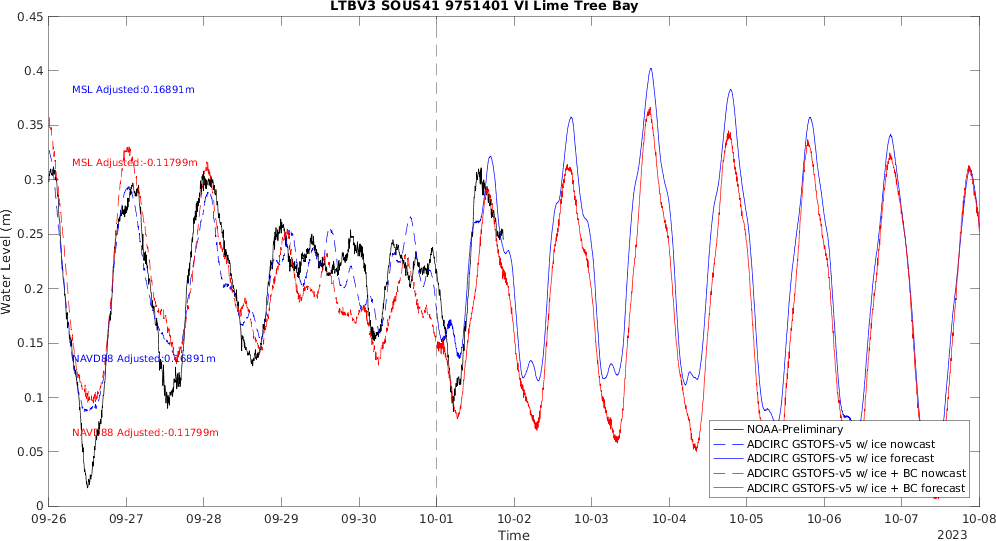 LTBV3 SOUS41 9751401 VI Lime Tree Bay
0.45
0.4
0.35
0.3
0.25
0.2
0.15
0.1
0.05
0
Water Level (m)
MSL Adjusted:0.16891m
MSL Adjusted:-0.11799m
NAVD88 Adjusted:0.16891m
NAVD88 Adjusted:-0.11799m
NOAA-Preliminary
ADCIRC GSTOFS-v5 w/ ice nowcast
ADCIRC GSTOFS-v5 w/ ice forecast
ADCIRC GSTOFS-v5 w/ ice + BC nowcast
ADCIRC GSTOFS-v5 w/ ice + BC forecast
09-26 09-27 09-28 09-29 09-30 10-01 10-02 10-03 10-04 10-05 10-06 10-07 10-08
Time
2023